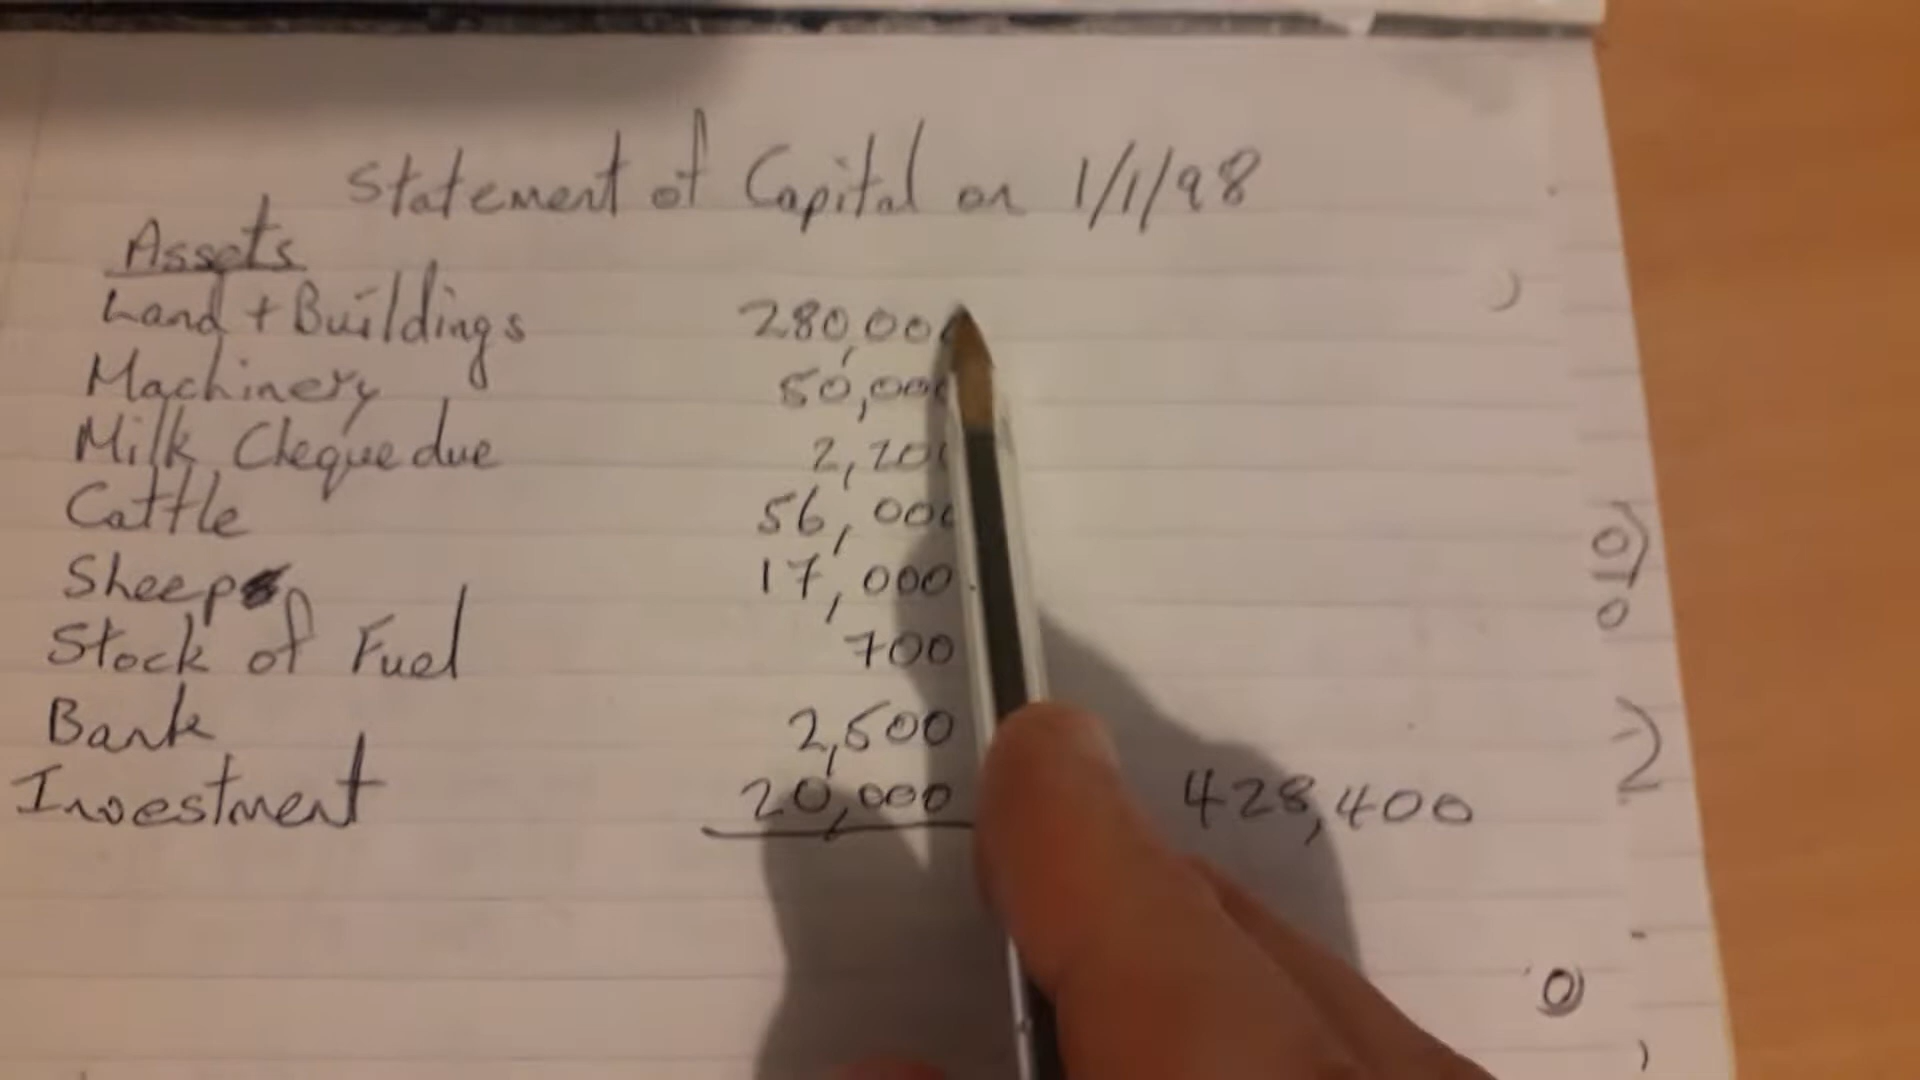 Statement of Capital on 1/1/98
Assets
Land + Buildings 280,000
Machinery 50,000
Milk Cheque due 2,200
Cattle 56,000
Sheep 17,000
Stock of Fuel 700
Bank 2,500
Investment 20,000 428,400